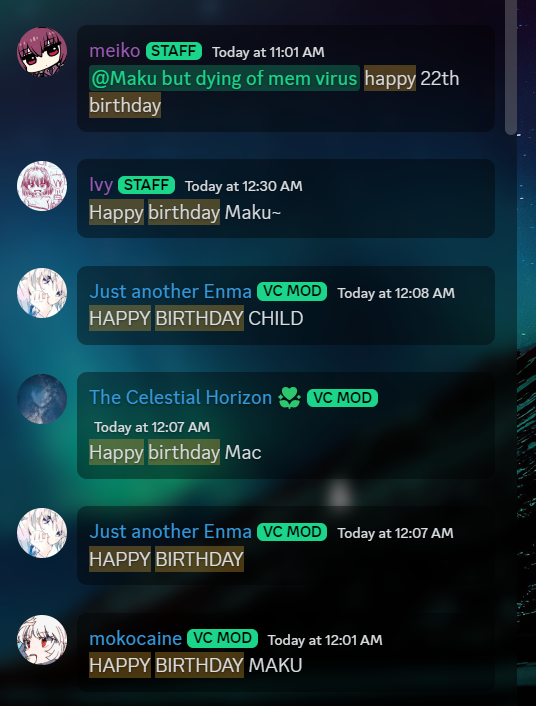 meiko STAFF Today at 11:01 AM
@Maku but dying of mem virus happy 22th
birthday
Ivy STAFF Today at 12:30 AM
Happy birthday Maku~
Just another Enma VC MOD Today at 12:08 AM
HAPPY BIRTHDAY CHILD
The Celestial Horizon VC MOD
Today at 12:07 AM
Happy birthday Mac
Just another Enma VC MOD Today at 12:07 AM
HAPPY BIRTHDAY
mokocaine VC MOD Today at 12:01 AM
HAPPY BIRTHDAY MAKU